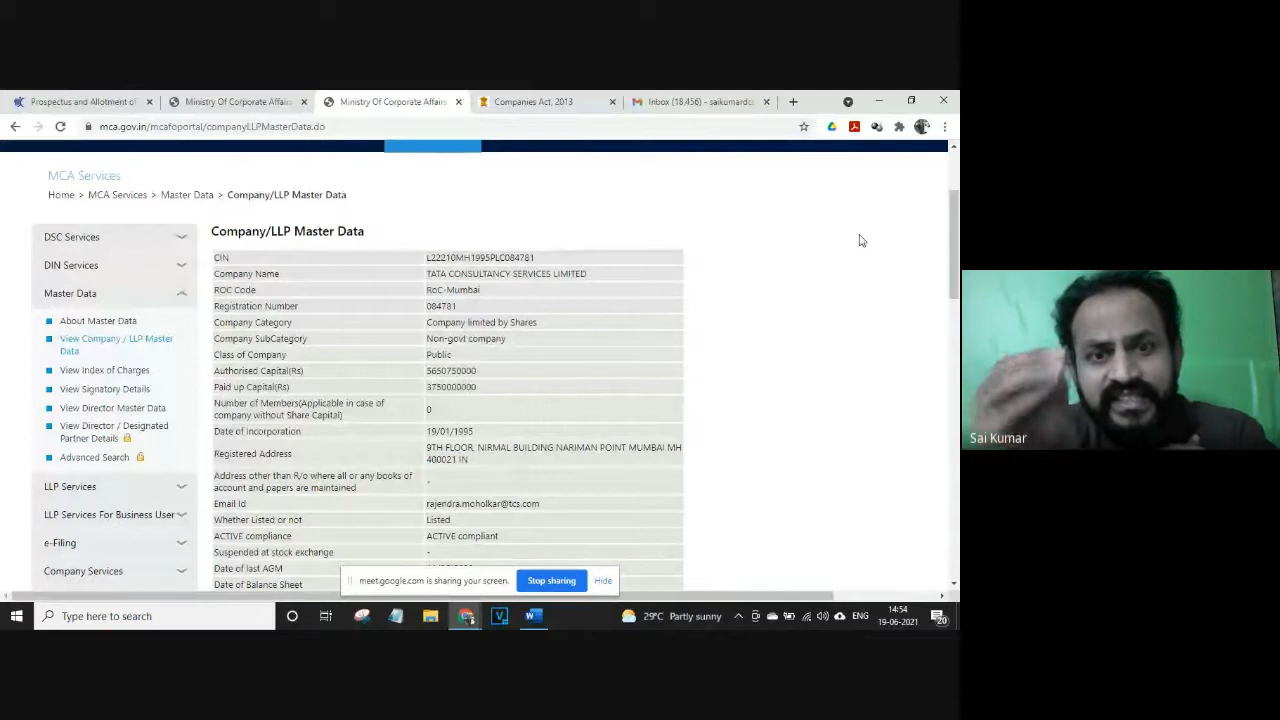 Prospectus and Allotment of
Ministry Of Corporate Affairs
Ministry Of Corporate Affairs
Companies Act, 2013
Inbox (18,456) - saikumardc
mca.gov.in/mcafoportal/companyLLPMasterData.do
MCA Services
Home > MCA Services > Master Data > Company/LLP Master Data
DSC Services
DIN Services
Master Data
About Master Data
View Company / LLP Master
Data
View Index of Charges
View Signatory Details
View Director Master Data
View Director / Designated
Partner Details
Advanced Search
LLP Services
LLP Services For Business User
e-Filing
Company Services
Company/LLP Master Data
CIN L22210MH1995PLC084781
Company Name TATA CONSULTANCY SERVICES LIMITED
ROC Code RoC-Mumbai
Registration Number 084781
Company Category Company limited by Shares
Company SubCategory Non-govt company
Class of Company Public
Authorised Capital(Rs) 5650750000
Paid up Capital(Rs) 3750000000
Number of Members(Applicable in case of
company without Share Capital) 0
Date of Incorporation 19/01/1995
Registered Address 9TH FLOOR, NIRMAL BUILDING NARIMAN POINT MUMBAI MH
400021 IN
Address other than R/o where all or any books of
account and papers are maintained -
Email Id rajendra.moholkar@tcs.com
Whether Listed or not Listed
ACTIVE compliance ACTIVE compliant
Suspended at stock exchange -
Date of last AGM
Date of Balance Sheet
meet.google.com is sharing your screen. Stop sharing Hide
Sai Kumar
Type here to search
29°C Partly sunny
ENG
14:54
19-06-2021
20